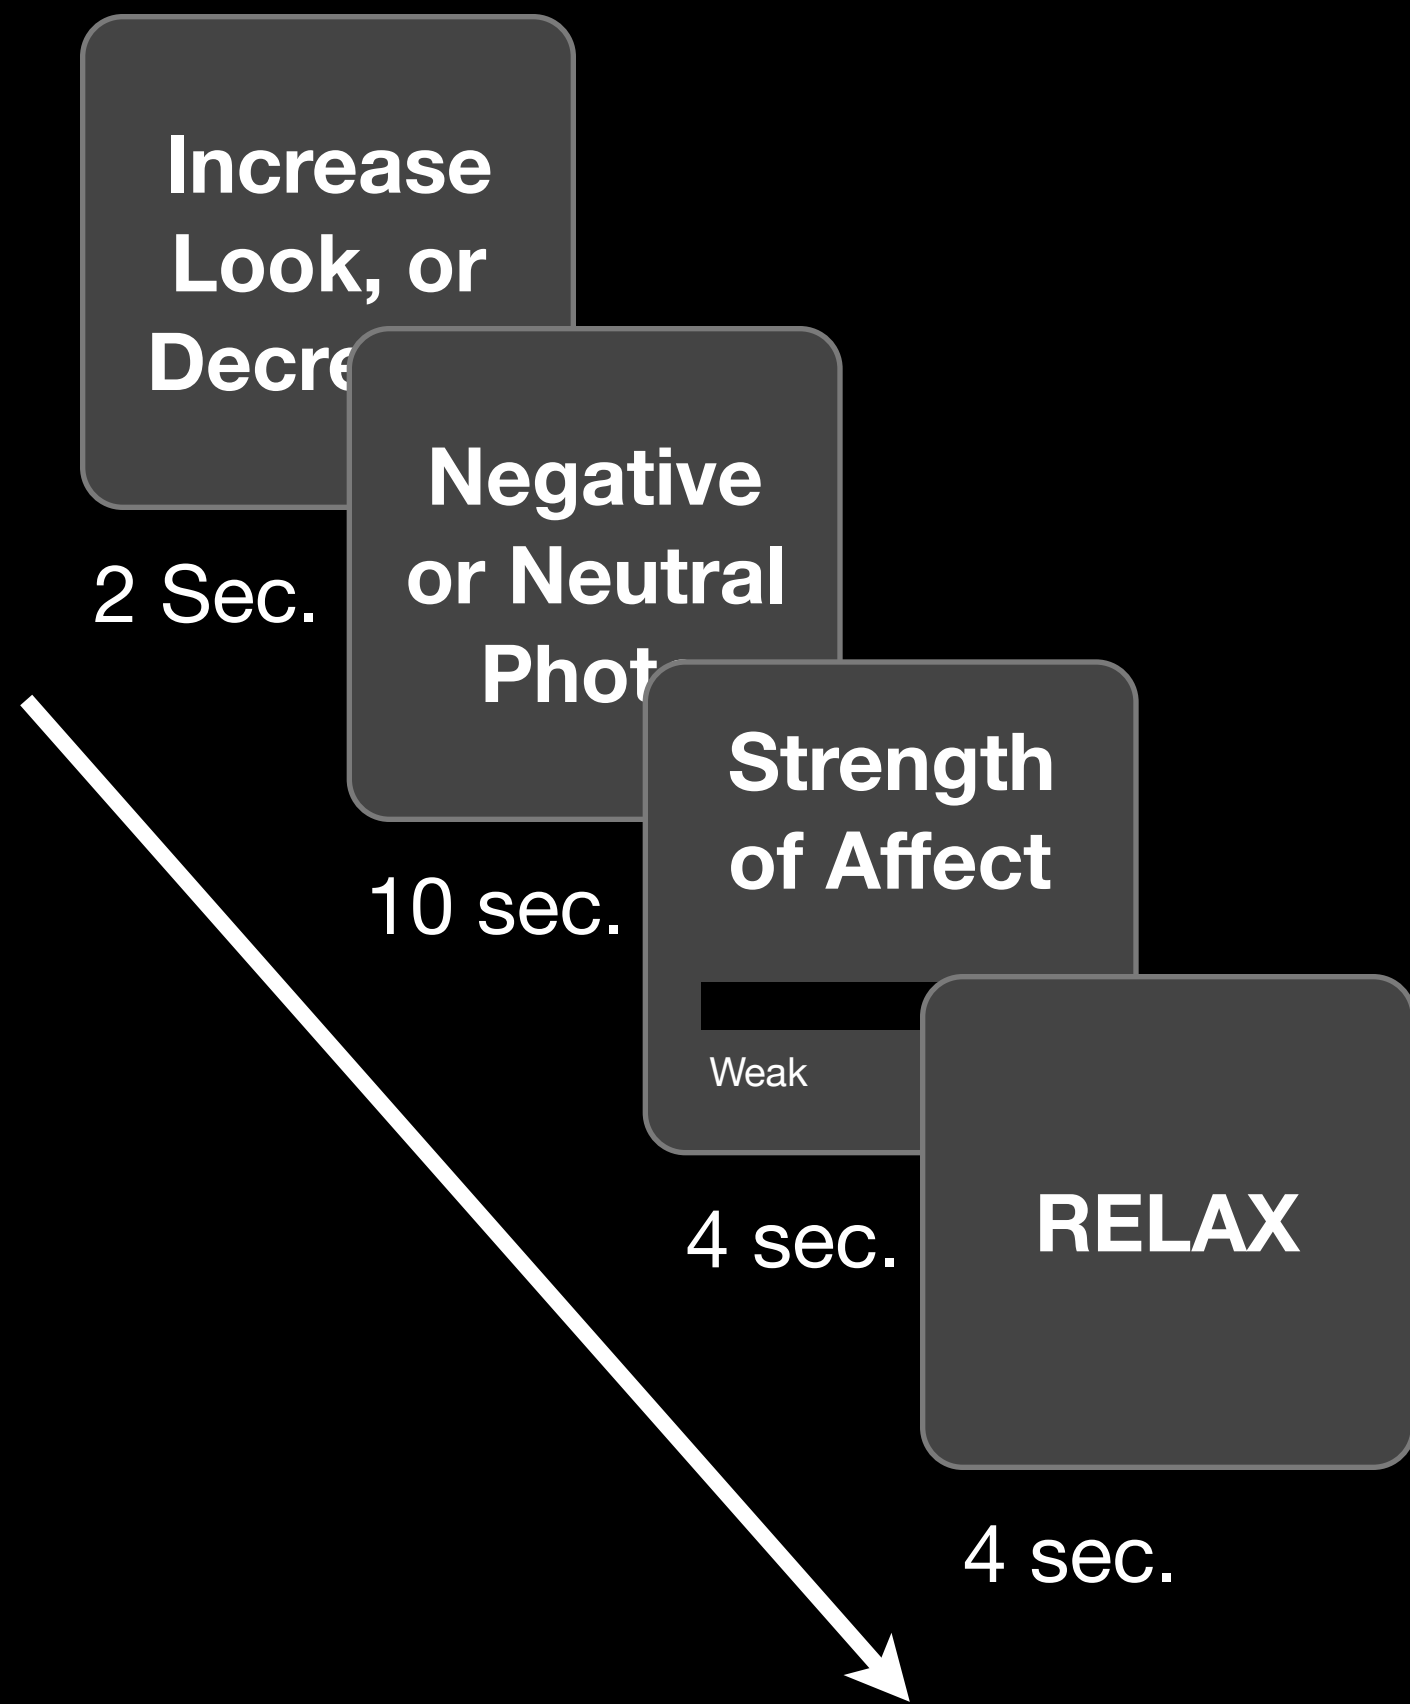 Increase
Look, or
Decre
2 Sec.
Negative
or Neutral
Phot
10 sec.
Strength
of Affect
Weak
4 sec.
RELAX
4 sec.